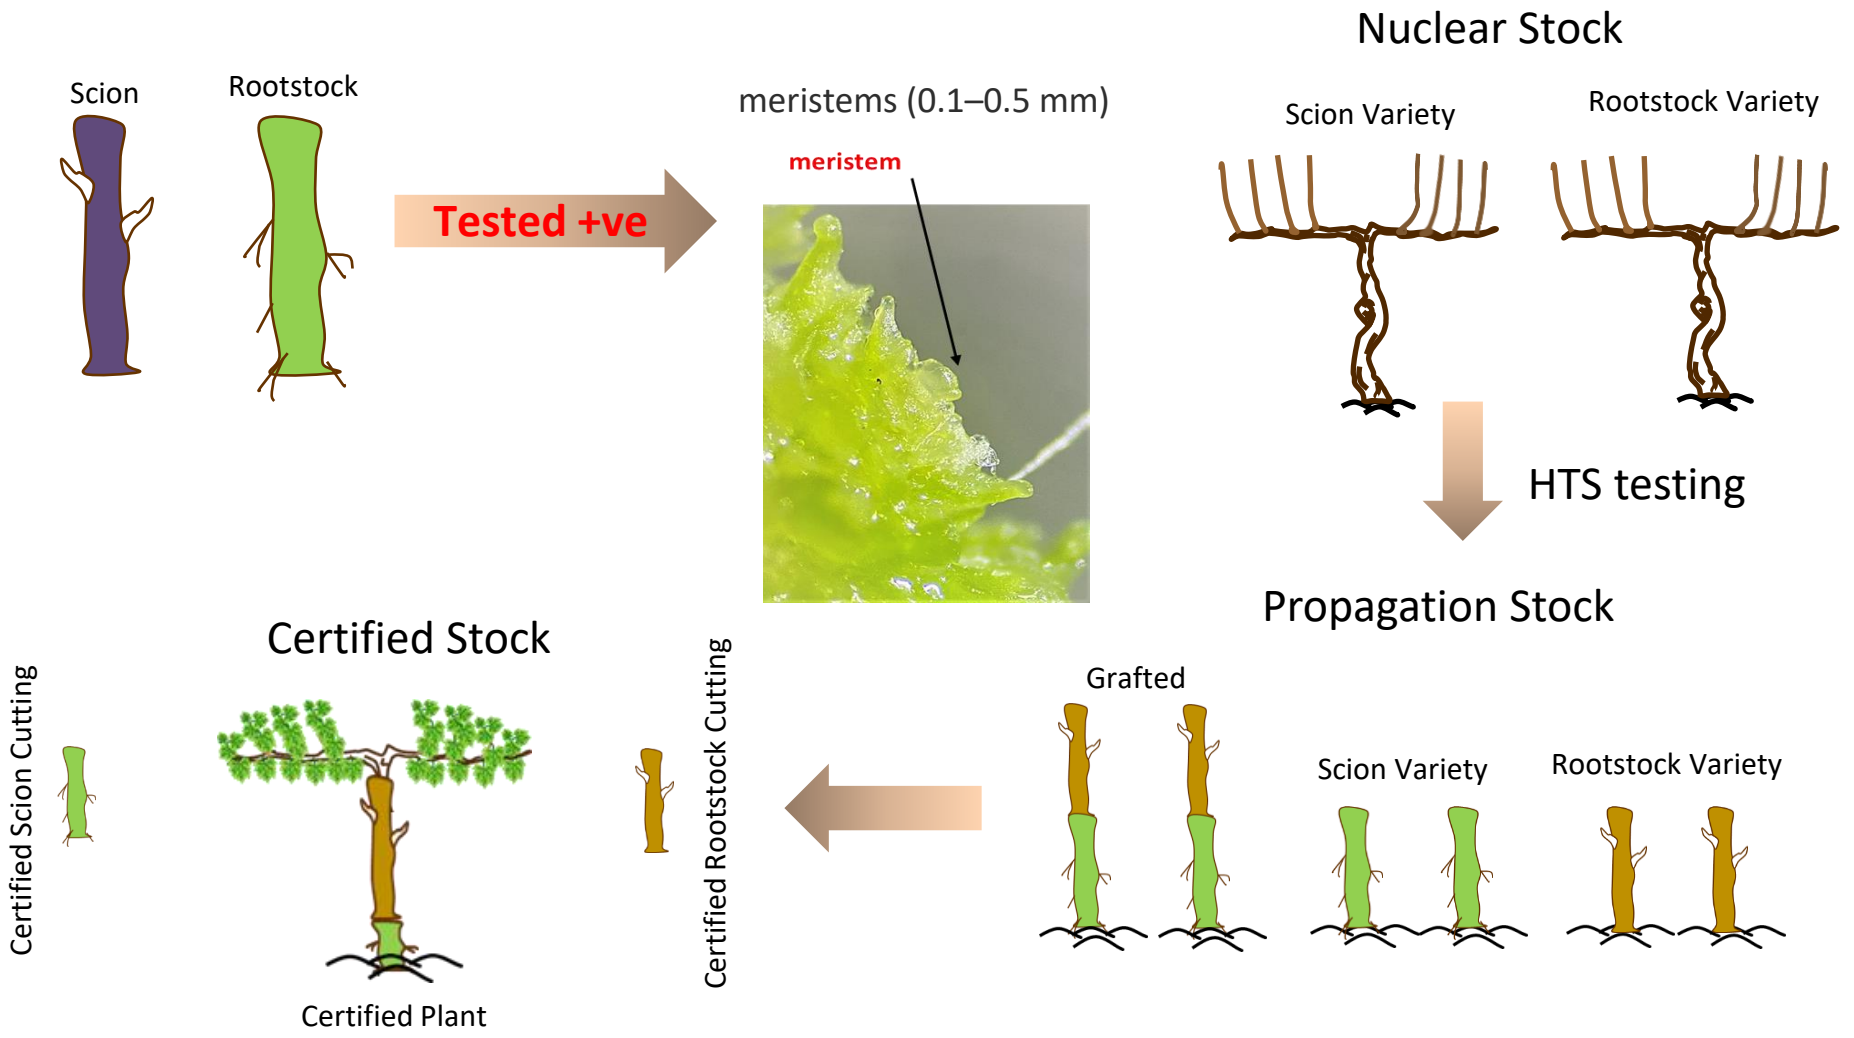 Scion
Rootstock
Tested +ve
meristems (0.1–0.5 mm)
meristem
Nuclear Stock
Scion Variety
Rootstock Variety
HTS testing
Propagation Stock
Grafted
Scion Variety
Rootstock Variety
Certified Stock
Certified Scion Cutting
Certified Rootstock Cutting
Certified Plant